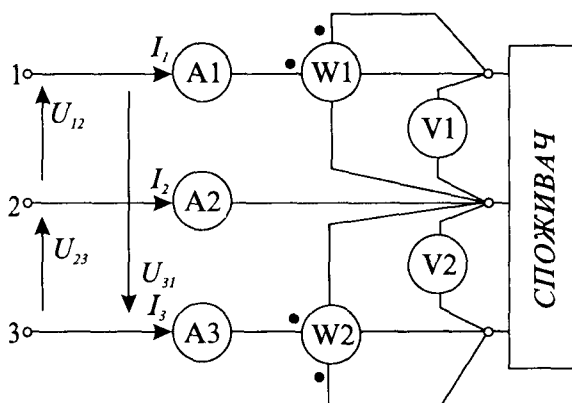 I₁
1 A1 W1
U₁₂
V1
I₂
2 A2
U₂₃
U₃₁
V2
I₃
3 A3 W2
СПОЖИВАЧ